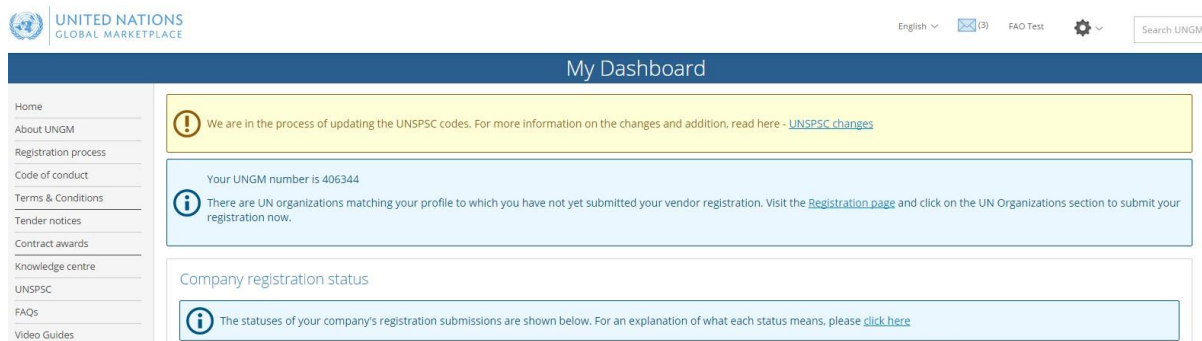 UNITED NATIONS
GLOBAL MARKETPLACE
English
(3)
FAO Test
Search UNGM
My Dashboard
Home
About UNGM
Registration process
Code of conduct
Terms & Conditions
Tender notices
Contract awards
Knowledge centre
UNSPSC
FAQs
Video Guides
We are in the process of updating the UNSPSC codes. For more information on the changes and addition, read here - UNSPSC changes
Your UNGM number is 406344
There are UN organizations matching your profile to which you have not yet submitted your vendor registration. Visit the Registration page and click on the UN Organizations section to submit your
registration now.
Company registration status
The statuses of your company's registration submissions are shown below. For an explanation of what each status means, please click here